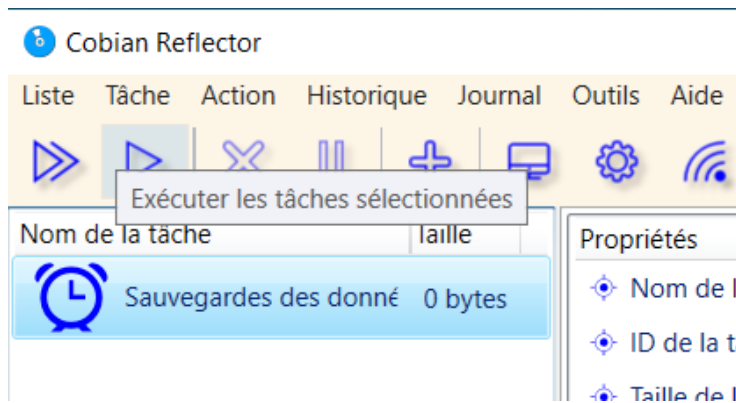 Cobian Reflector
Liste Tâche Action Historique Journal Outils Aide
Exécuter les tâches sélectionnées
Nom de la tâche Taille
Propriétés
Sauvegardes des donné 0 bytes
Nom de l
ID de la t
Taille de l